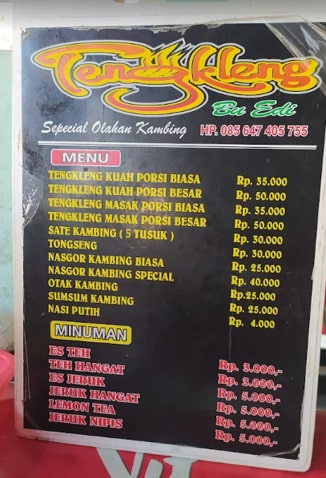 Tengkleng
Bu Edi
Sepecial Olahan Kambing HP. 085 647 405 755
MENU
TENGKLENG KUAH PORSI BIASA Rp. 35.000
TENGKLENG KUAH PORSI BESAR Rp. 50.000
TENGKLENG MASAK PORSI BIASA Rp. 35.000
TENGKLENG MASAK PORSI BESAR Rp. 50.000
SATE KAMBING ( 5 TUSUK ) Rp. 30.000
TONGSENG Rp. 30.000
NASGOR KAMBING BIASA Rp. 25.000
NASGOR KAMBING SPECIAL Rp. 40.000
OTAK KAMBING Rp.25.000
SUMSUM KAMBING Rp. 25.000
NASI PUTIH Rp. 4.000
MINUMAN
ES TEH Rp. 3.000,-
TEH HANGAT Rp. 3.000,-
ES JERUK Rp. 5.000,-
JERUK HANGAT Rp. 5.000,-
LEMON TEA Rp. 5.000,-
JERUK NIPIS Rp. 5.000,-